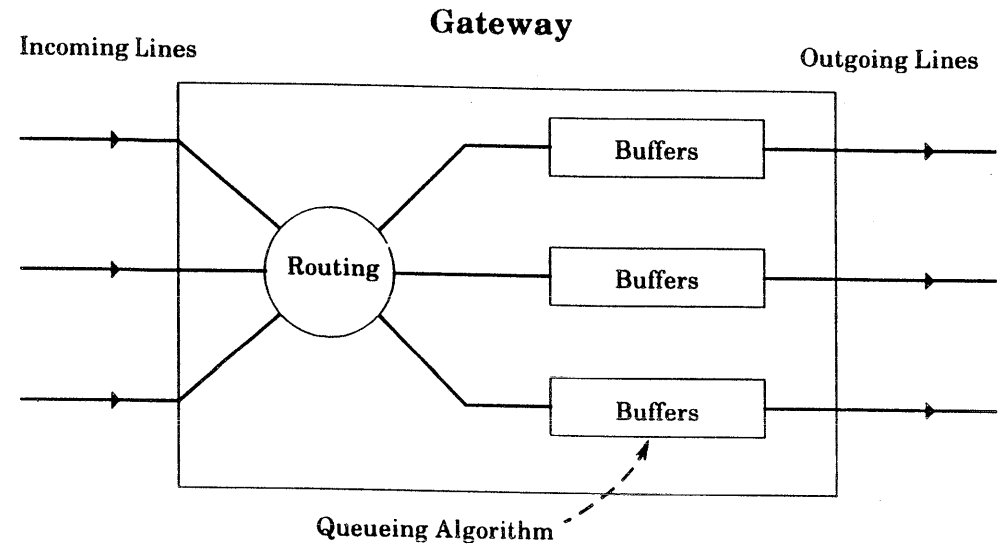 Gateway
Incoming Lines
Outgoing Lines
Buffers
Routing
Buffers
Buffers
Queueing Algorithm